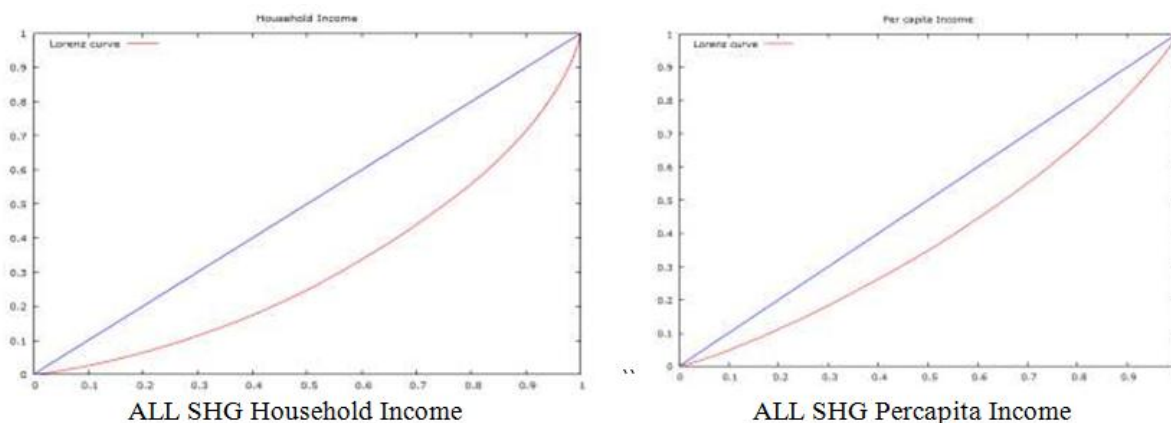 Household Income
Lorenz curve
1
0.9
0.8
0.7
0.6
0.5
0.4
0.3
0.2
0.1
0
0 0.1 0.2 0.3 0.4 0.5 0.6 0.7 0.8 0.9 1
ALL SHG Household Income
``
Per capita Income
Lorenz curve
1
0.9
0.8
0.7
0.6
0.5
0.4
0.3
0.2
0.1
0
0 0.1 0.2 0.3 0.4 0.5 0.6 0.7 0.8 0.9
ALL SHG Percapita Income